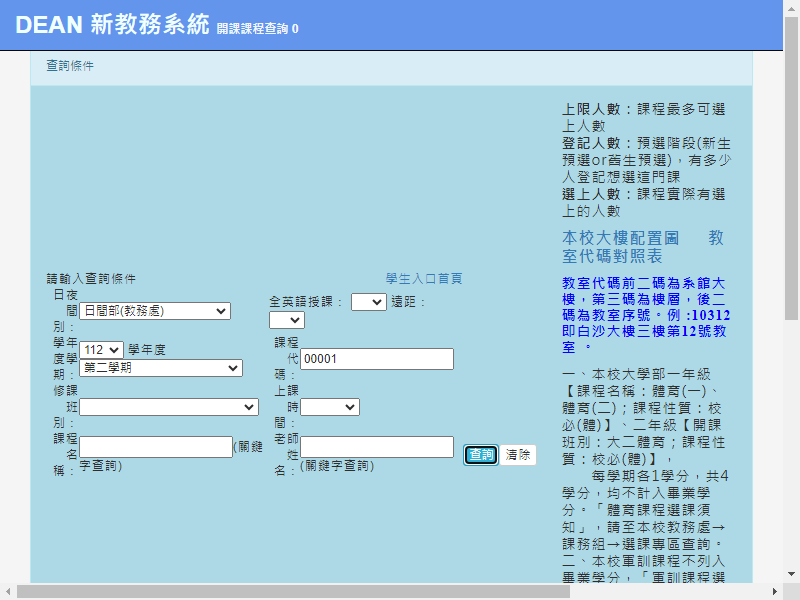 DEAN 新教務系統 開課課程查詢 0
查詢條件
請輸入查詢條件
學生入口首頁
日夜間別：
日間部(教務處)
全英語授課：
遠距：
學年度學期：
112
學年度
第二學期
課程代碼：
00001
修課班別：
上課時間：
課程名稱：
(關鍵字查詢)
老師姓名：
(關鍵字查詢)
查詢
清除
上限人數：課程最多可選
上人數
登記人數：預選階段(新生
預選or舊生預選)，有多少
人登記想選這門課
選上人數：課程實際有選
上的人數
本校大樓配置圖 教
室代碼對照表
教室代碼前二碼為系館大
樓，第三碼為樓層，後二
碼為教室序號。例 :10312
即白沙大樓三樓第12號教
室 。
一、本校大學部一年級
【課程名稱：體育(一)、
體育(二)；課程性質：校
必(體)】、二年級【開課
班別：大二體育；課程性
質：校必(體)】，
每學期各1學分，共4
學分，均不計入畢業學
分。「體育課程選課須
知」，請至本校教務處→
課務組→選課專區查詢。
二、本校軍訓課程不列入
畢業學分，「軍訓課程選